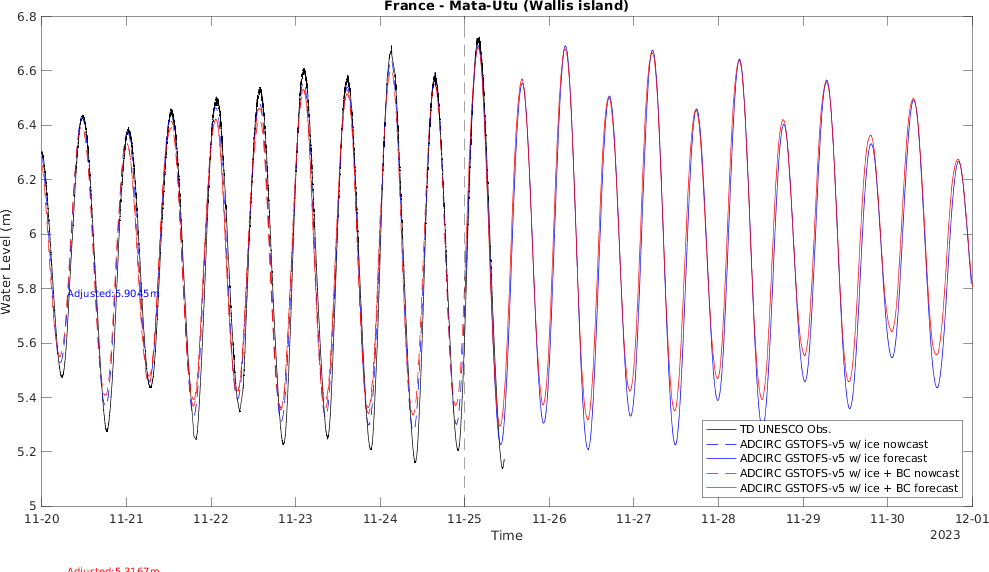 France - Mata-Utu (Wallis island)
6.8
6.6
6.4
6.2
6
5.8
5.6
5.4
5.2
5
Water Level (m)
Adjusted:5.9045m
TD UNESCO Obs.
ADCIRC GSTOFS-v5 w/ ice nowcast
ADCIRC GSTOFS-v5 w/ ice forecast
ADCIRC GSTOFS-v5 w/ ice + BC nowcast
ADCIRC GSTOFS-v5 w/ ice + BC forecast
11-20 11-21 11-22 11-23 11-24 11-25 11-26 11-27 11-28 11-29 11-30 12-01
Time
2023
Adjusted:5.3167m